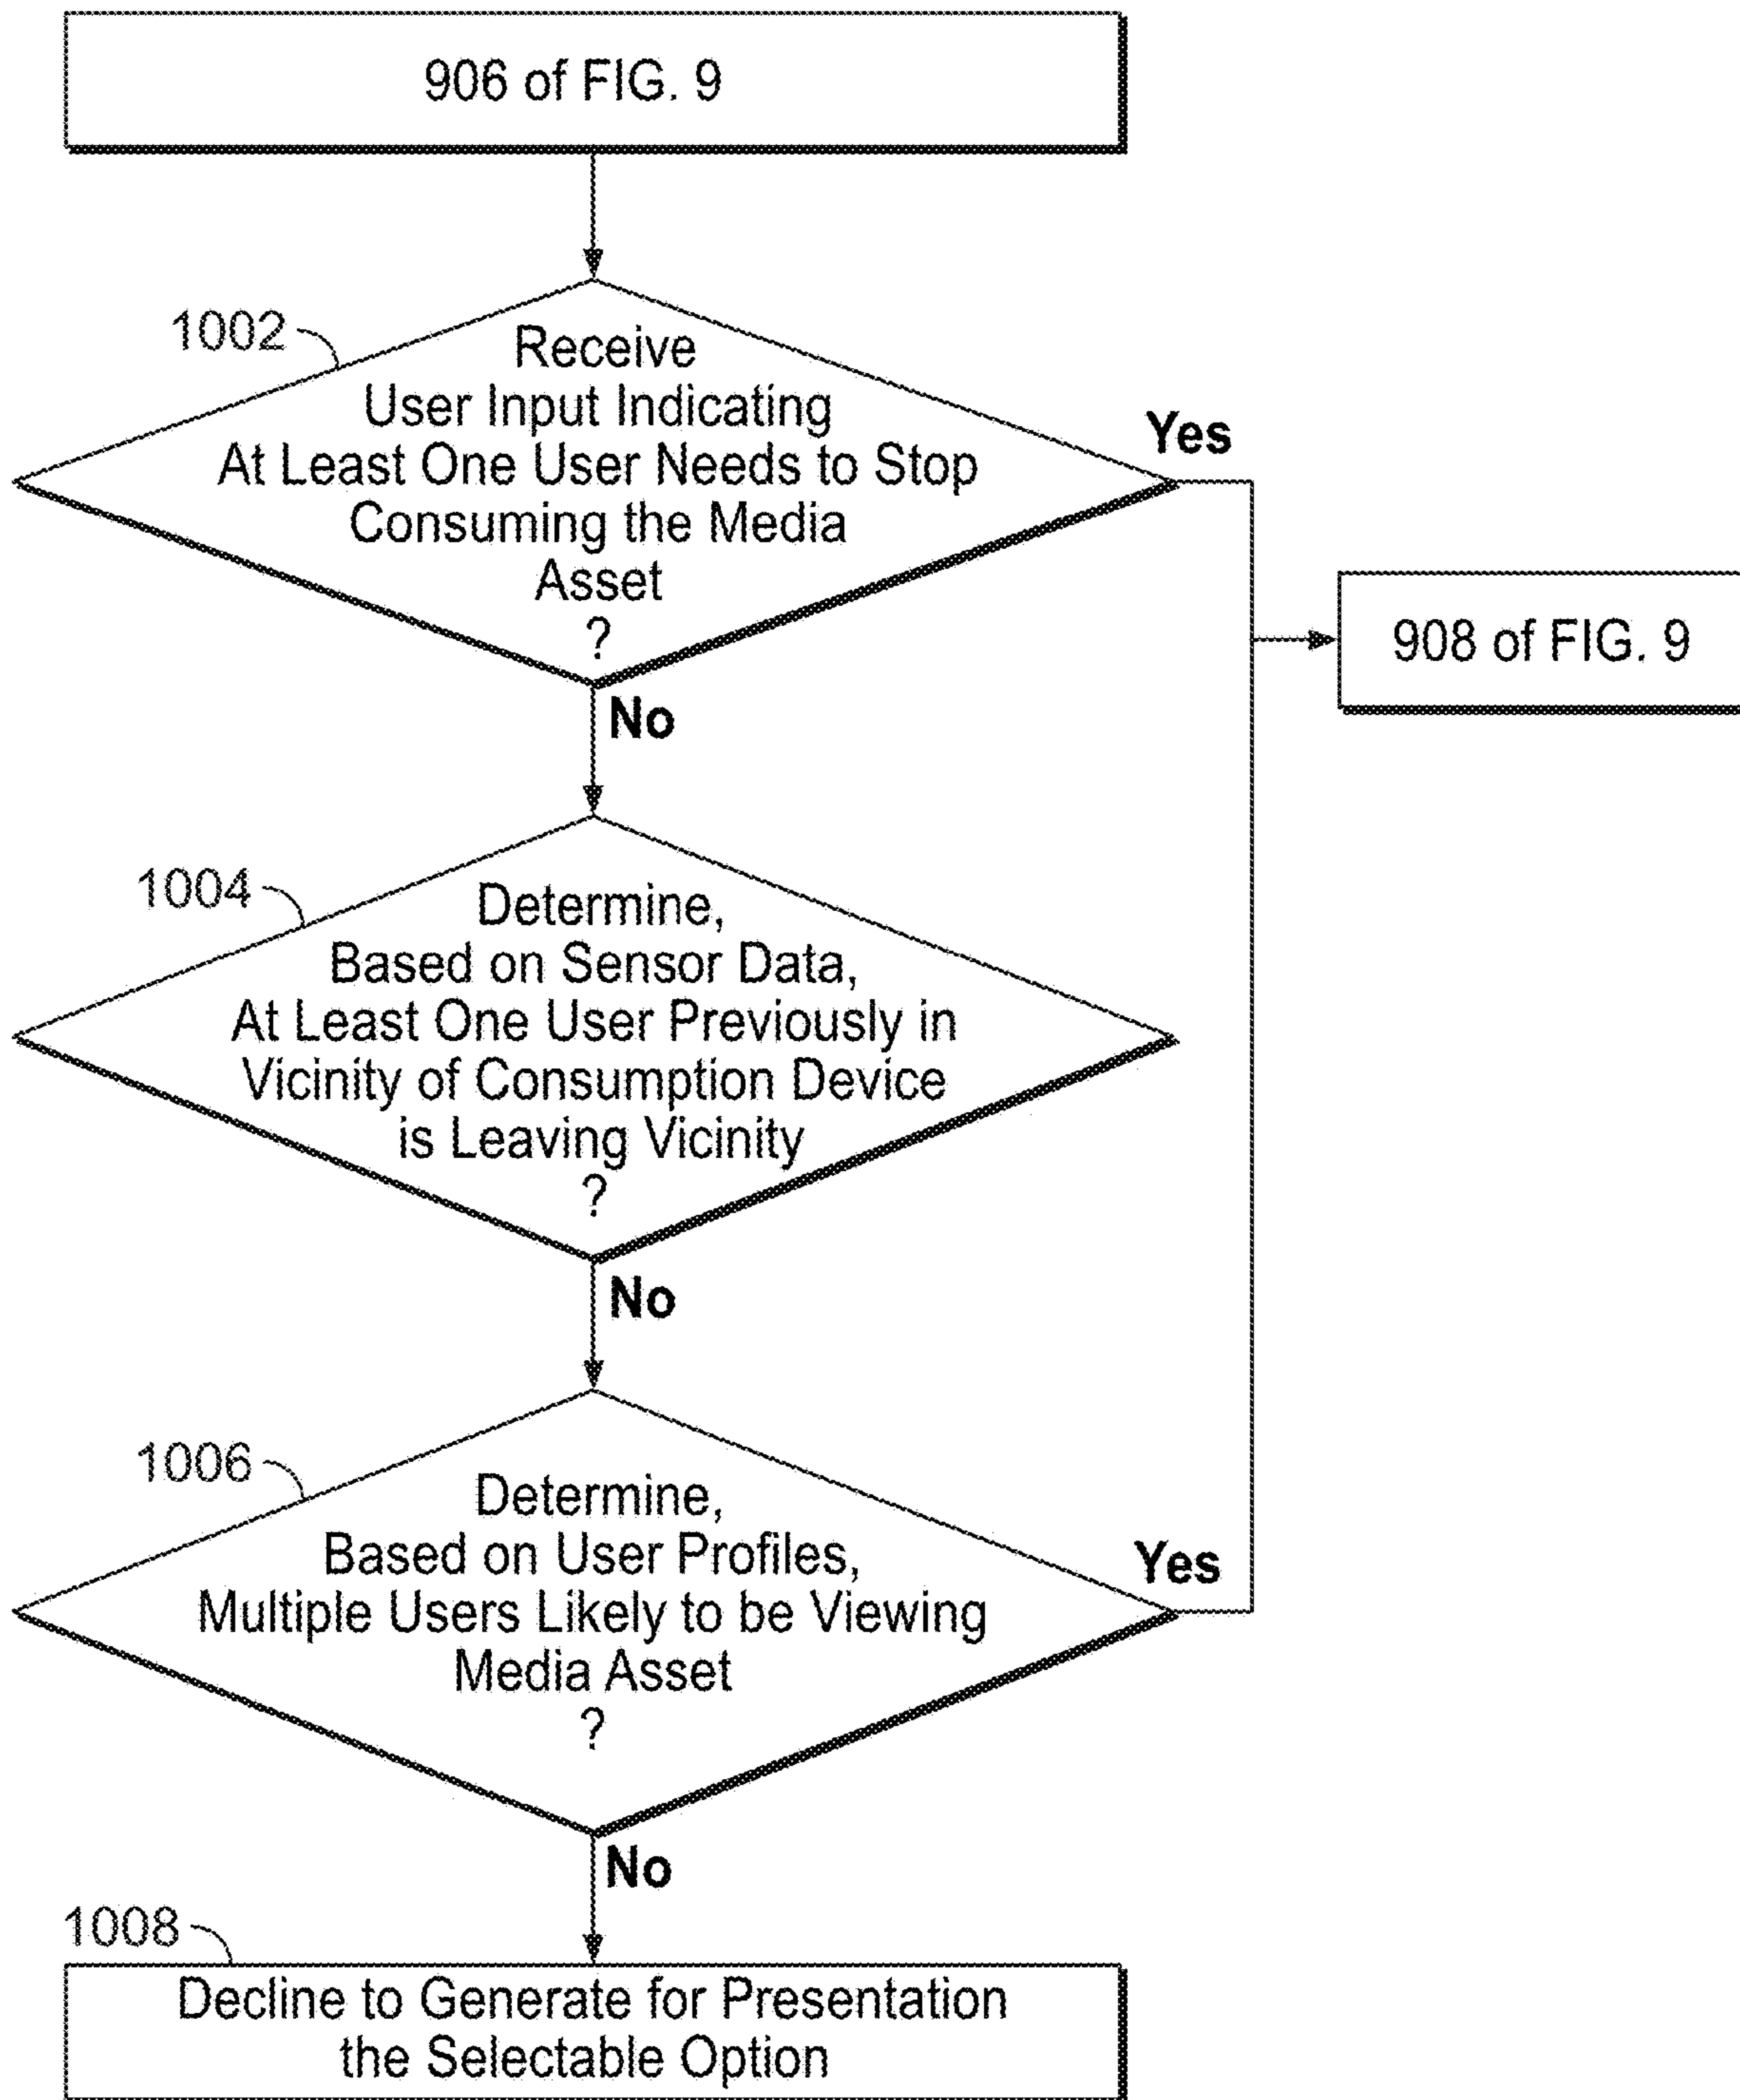 906 of FIG. 9
1002
Receive
User Input Indicating
At Least One User Needs to Stop
Consuming the Media
Asset
?
Yes
908 of FIG. 9
No
1004
Determine,
Based on Sensor Data,
At Least One User Previously in
Vicinity of Consumption Device
is Leaving Vicinity
?
No
1006
Determine,
Based on User Profiles,
Multiple Users Likely to be Viewing
Media Asset
?
Yes
No
1008
Decline to Generate for Presentation
the Selectable Option